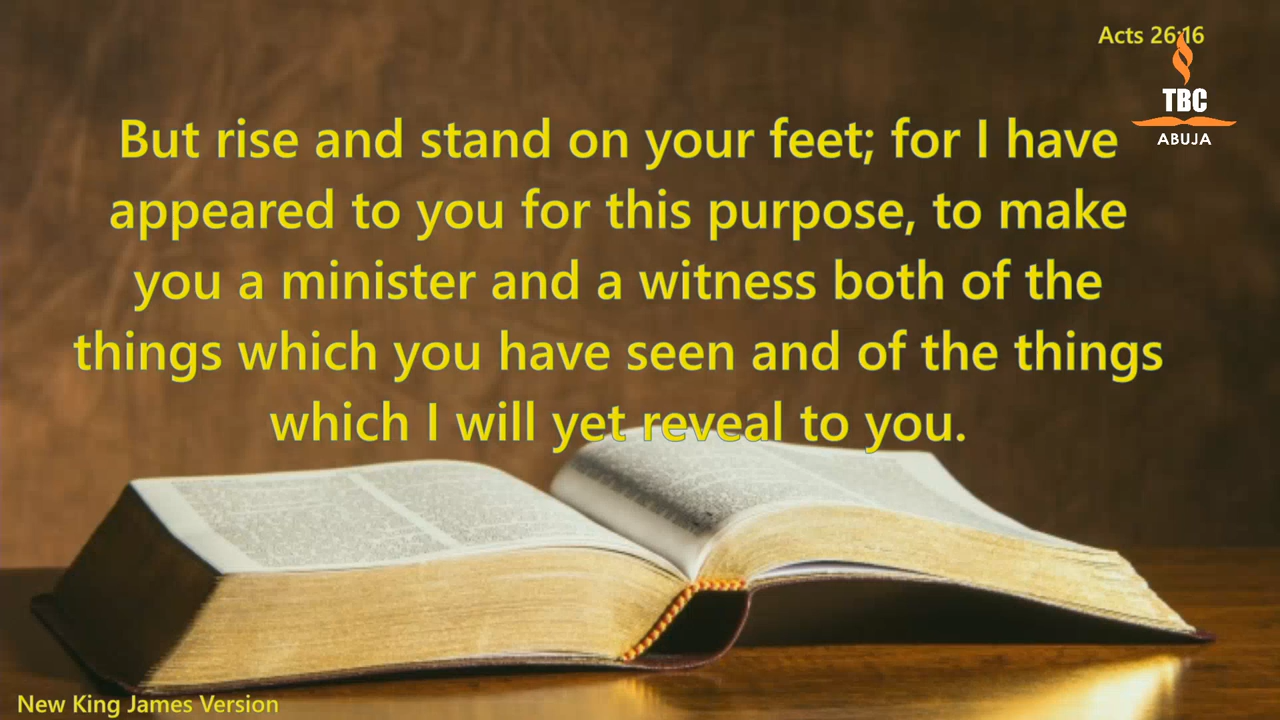 Acts 26:16
TBC
ABUJA
But rise and stand on your feet; for I have
appeared to you for this purpose, to make
you a minister and a witness both of the
things which you have seen and of the things
which I will yet reveal to you.
New King James Version